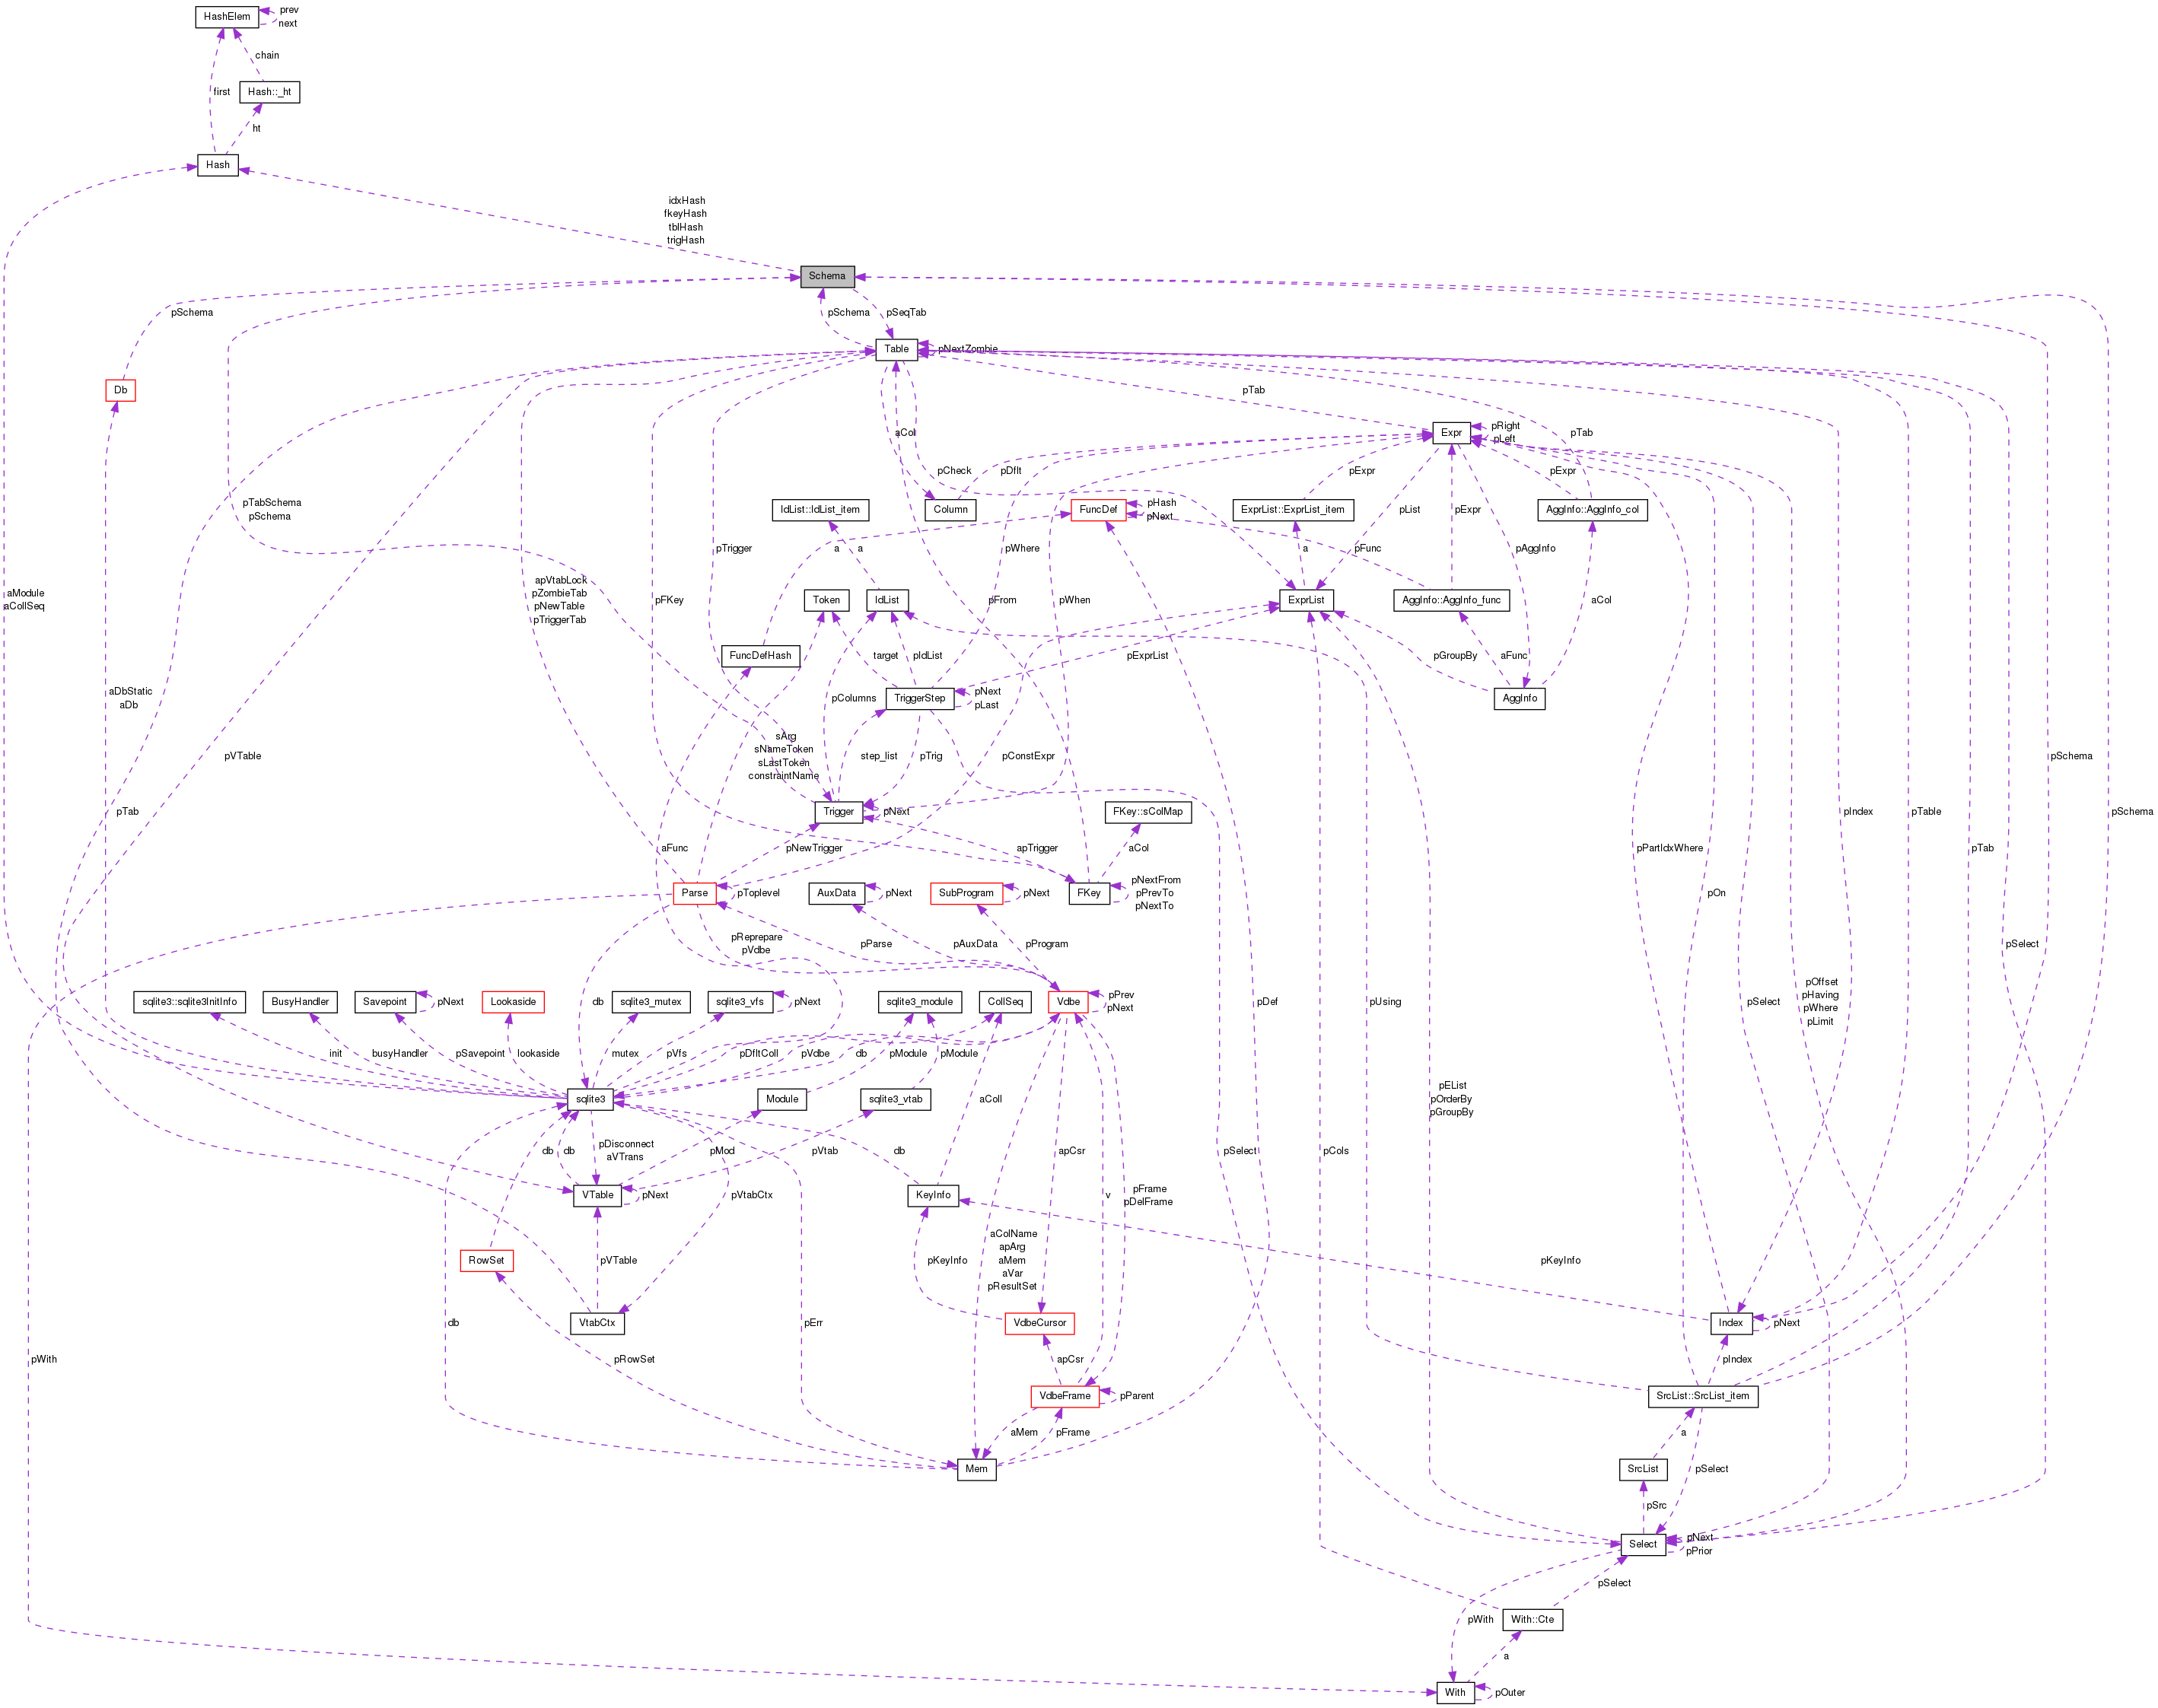 HashElem
prev
next
chain
first
Hash::_ht
ht
Hash
idxHash
fkeyHash
tblHash
trigHash
Schema
pSchema
pSchema
pSeqTab
Table
pNextZombie
Db
pTab
Expr
pRight
pLeft
aCol
pTab
pCheck
pDflt
pExpr
pExpr
pTabSchema
pSchema
IdList::IdList_item
Column
FuncDef
pHash
pNext
ExprList::ExprList_item
pList
pExpr
AggInfo::AggInfo_col
pTrigger
a
a
pWhere
a
pFunc
pAggInfo
pSchema
pSchema
aModule
aCollSeq
apVtabLock
pZombieTab
pNewTable
pTriggerTab
pFKey
Token
IdList
pFrom
pWhen
ExprList
AggInfo::AggInfo_func
aCol
FuncDefHash
target
pIdList
pExprList
pGroupBy
aFunc
aDbStatic
aDb
pColumns
TriggerStep
pNext
pLast
AggInfo
pVTable
sArg
sNameToken
sLastToken
constraintName
step_list
pTrig
pConstExpr
pTab
Trigger
pNext
FKey::sColMap
pIndex
pTable
aFunc
pNewTrigger
apTrigger
aCol
pPartIdxWhere
pTab
Parse
pToplevel
AuxData
pNext
SubProgram
pNext
FKey
pNextFrom
pPrevTo
pNextTo
pOn
pReprepare
pVdbe
pParse
pAuxData
pProgram
pSelect
sqlite3::sqlite3InitInfo
BusyHandler
Savepoint
pNext
Lookaside
db
sqlite3_mutex
sqlite3_vfs
pNext
sqlite3_module
CollSeq
Vdbe
pPrev
pNext
pDef
pUsing
pSelect
pOffset
pHaving
pWhere
pLimit
init
busyHandler
pSavepoint
lookaside
mutex
pVfs
pDfltColl
pVdbe
db
pModule
pModule
sqlite3
Module
sqlite3_vtab
aColl
pEList
pOrderBy
pGroupBy
db
pDisconnect
aVTrans
pMod
pVtab
db
apCsr
pSelect
pCols
db
VTable
pNext
pVtabCtx
KeyInfo
v
pFrame
pDelFrame
RowSet
pVTable
pKeyInfo
aColName
apArg
aMem
aVar
pResultSet
pKeyInfo
VtabCtx
db
pErr
VdbeCursor
Index
pNext
pWith
pRowSet
apCsr
pIndex
VdbeFrame
pParent
SrcList::SrcList_item
aMem
pFrame
a
Mem
SrcList
pSelect
pSrc
Select
pNext
pPrior
pSelect
With::Cte
pWith
a
With
pOuter